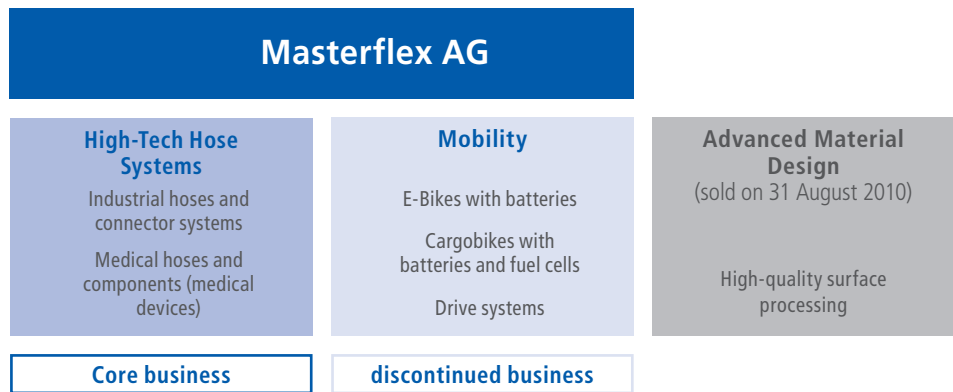 Masterflex AG
High-Tech Hose
Systems
Industrial hoses and
connector systems
Medical hoses and
components (medical
devices)
Mobility
E-Bikes with batteries
Cargobikes with
batteries and fuel cells
Drive systems
Advanced Material
Design
(sold on 31 August 2010)
High-quality surface
processing
Core business
discontinued business